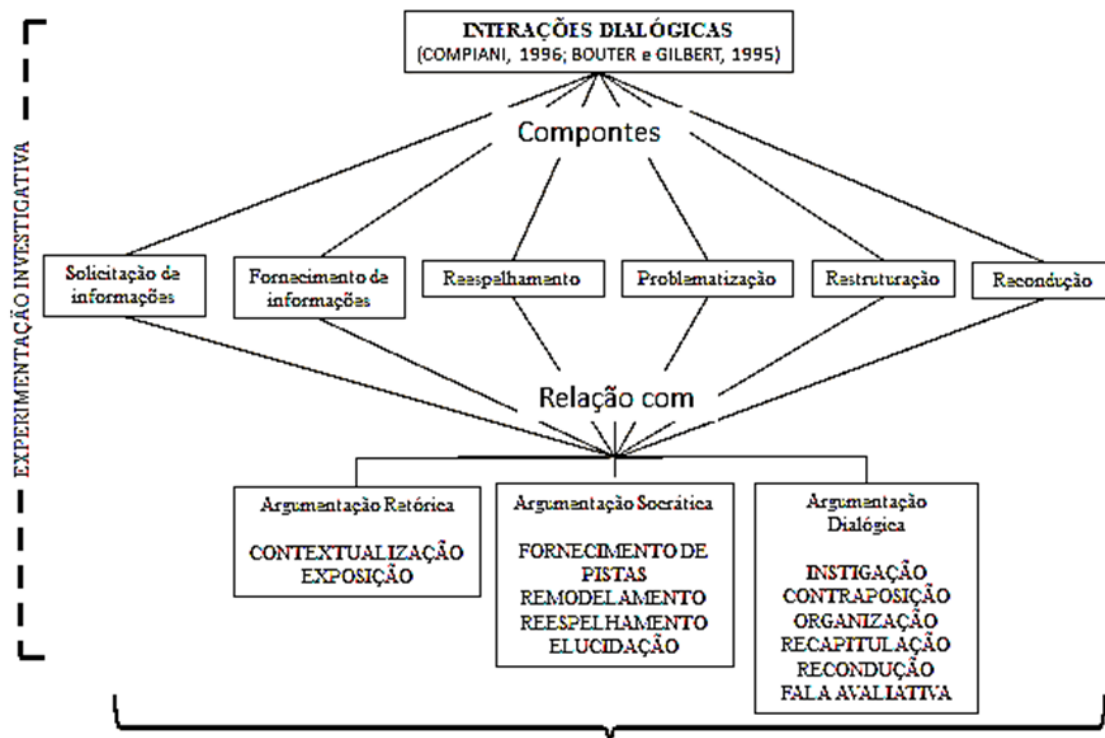 INTERAÇÕES DIALÓGICAS
(COMPIANI, 1996; BOUTER e GILBERT, 1995)
Compontes
EXPERIMENTAÇÃO INVESTIGATIVA
Solicitação de
informações
Fornecimento de
informações
Reespelhamento
Problematização
Restruturação
Recondução
Relação com
Argumentação Retórica
CONTEXTUALIZAÇÃO
EXPOSIÇÃO
Argumentação Socrática
FORNECIMENTO DE
PISTAS
REMODELAMENTO
REESPELHAMENTO
ELUCIDAÇÃO
Argumentação
Dialógica
INSTIGAÇÃO
CONTRAPOSIÇÃO
ORGANIZAÇÃO
RECAPITULAÇÃO
RECONDUÇÃO
FALA AVALIATIVA